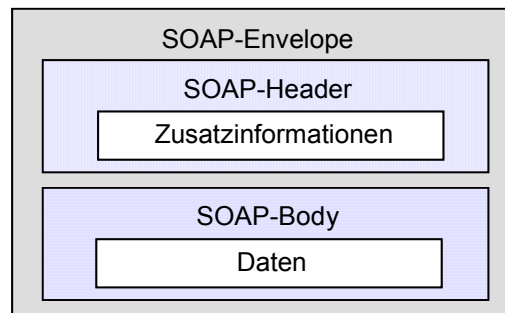 SOAP-Envelope
SOAP-Header
Zusatzinformationen
SOAP-Body
Daten